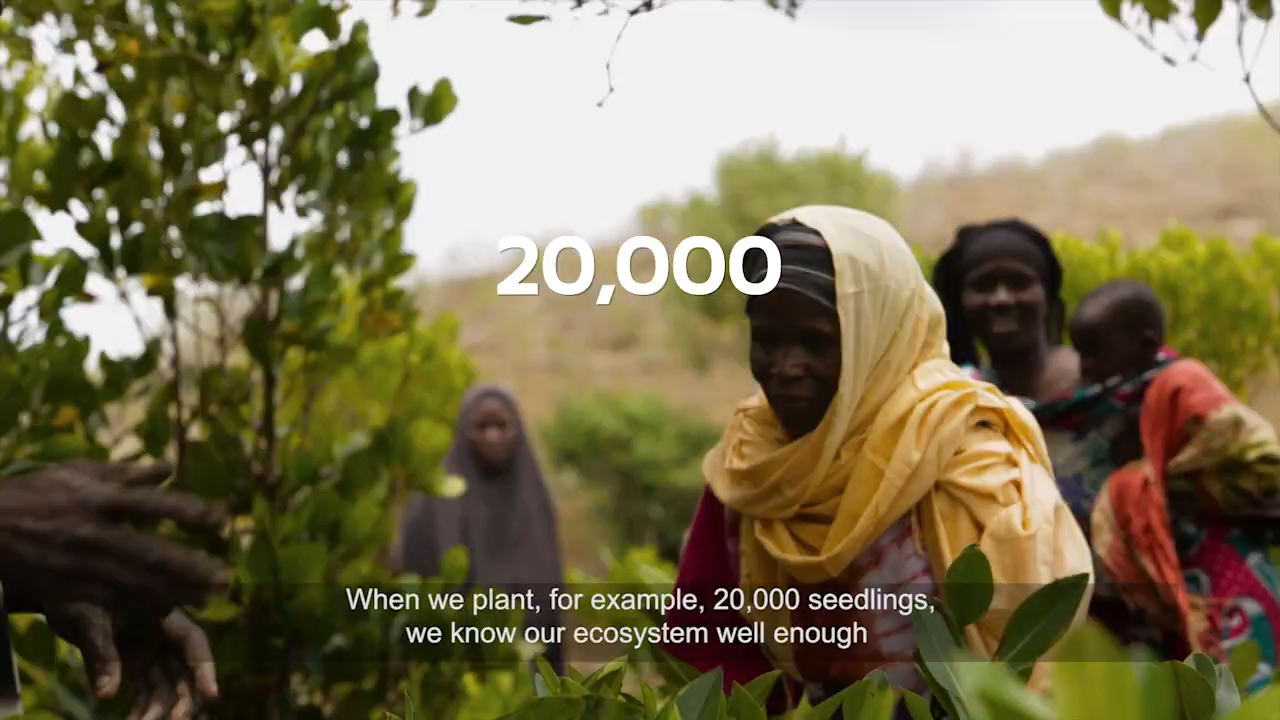 20,000
When we plant, for example, 20,000 seedlings,
we know our ecosystem well enough